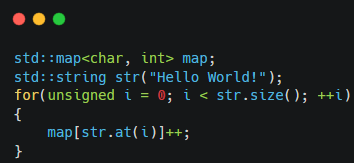 std::map<char, int> map;
std::string str("Hello World!");
for(unsigned i = 0; i < str.size(); ++i)
{
    map[str.at(i)]++;
}